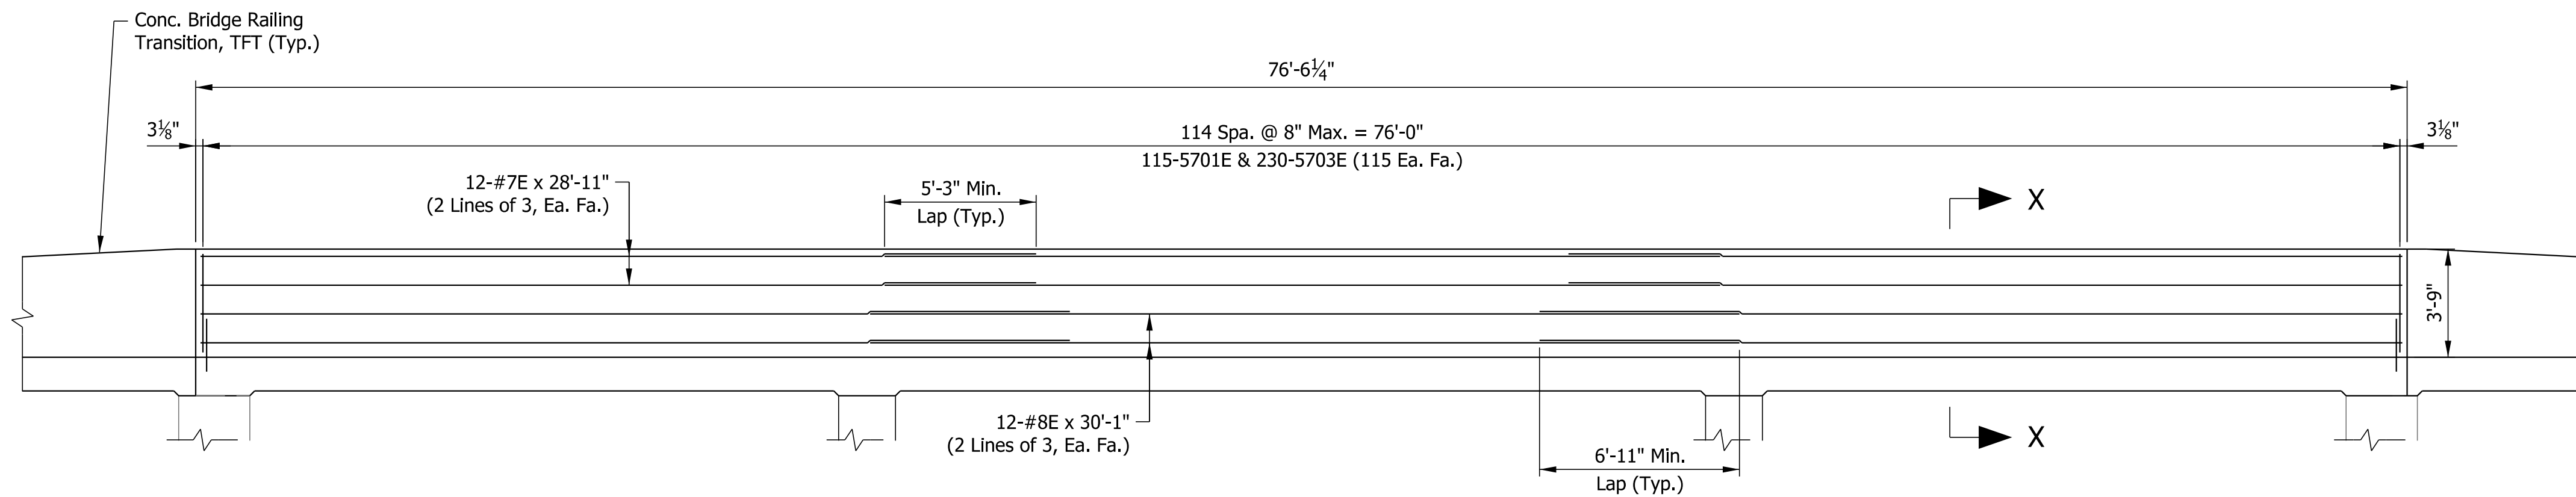 Conc. Bridge Railing
Transition, TFT (Typ.)
76'-6¼"
3⅛"
114 Spa. @ 8" Max. = 76'-0"
3⅛"
115-5701E & 230-5703E (115 Ea. Fa.)
12-#7E x 28'-11"
(2 Lines of 3, Ea. Fa.)
5'-3" Min.
Lap (Typ.)
X
3'-9"
12-#8E x 30'-1"
(2 Lines of 3, Ea. Fa.)
X
6'-11" Min.
Lap (Typ.)